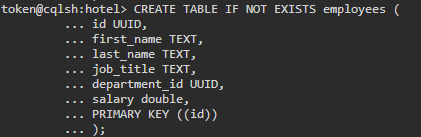 token@cqlsh:hotel> CREATE TABLE IF NOT EXISTS employees (
... id UUID,
... first_name TEXT,
... last_name TEXT,
... job_title TEXT,
... department_id UUID,
... salary double,
... PRIMARY KEY ((id))
... );